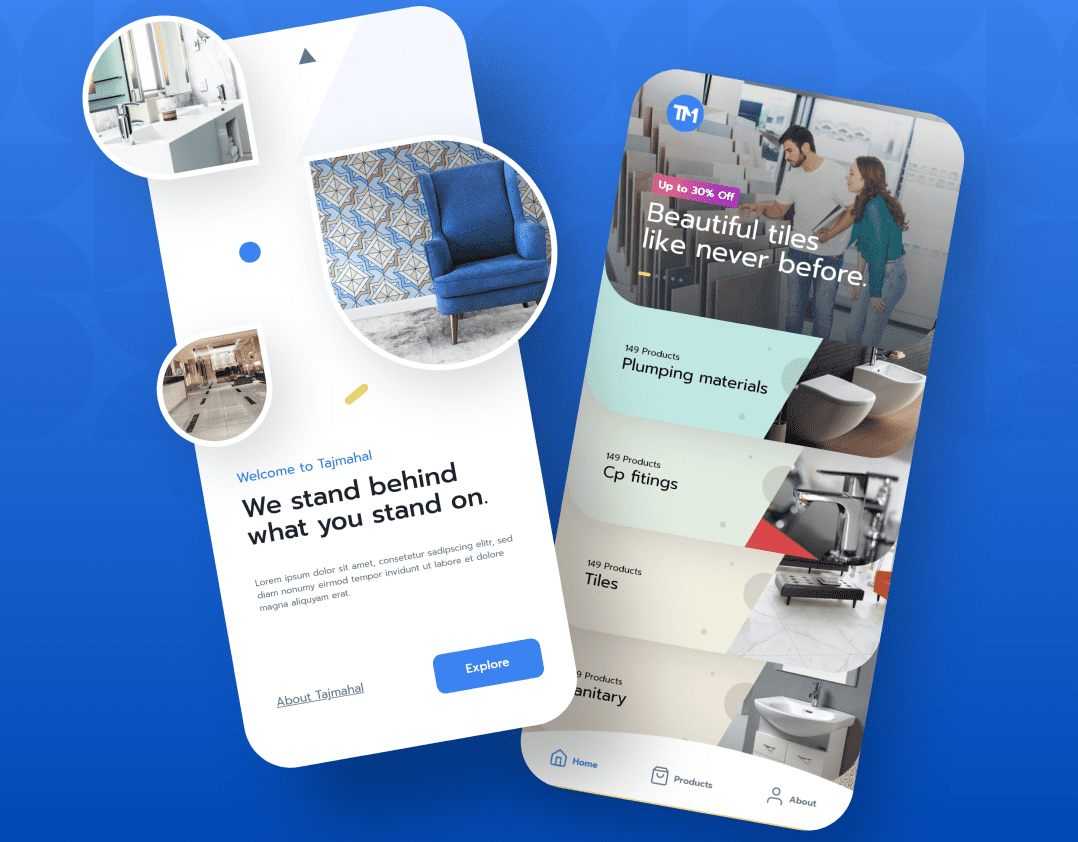 Welcome to Tajmahal
We stand behind
what you stand on.
Lorem ipsum dolor sit amet, consetetur sadipscing elitr, sed
diam nonumy eirmod tempor invidunt ut labore et dolore
magna aliquyam erat.
About Tajmahal
Explore
TM
Up to 30% Off
Beautiful tiles
like never before.
149 Products
Plumping materials
149 Products
Cp fitings
149 Products
Tiles
9 Products
anitary
Home
Products
About